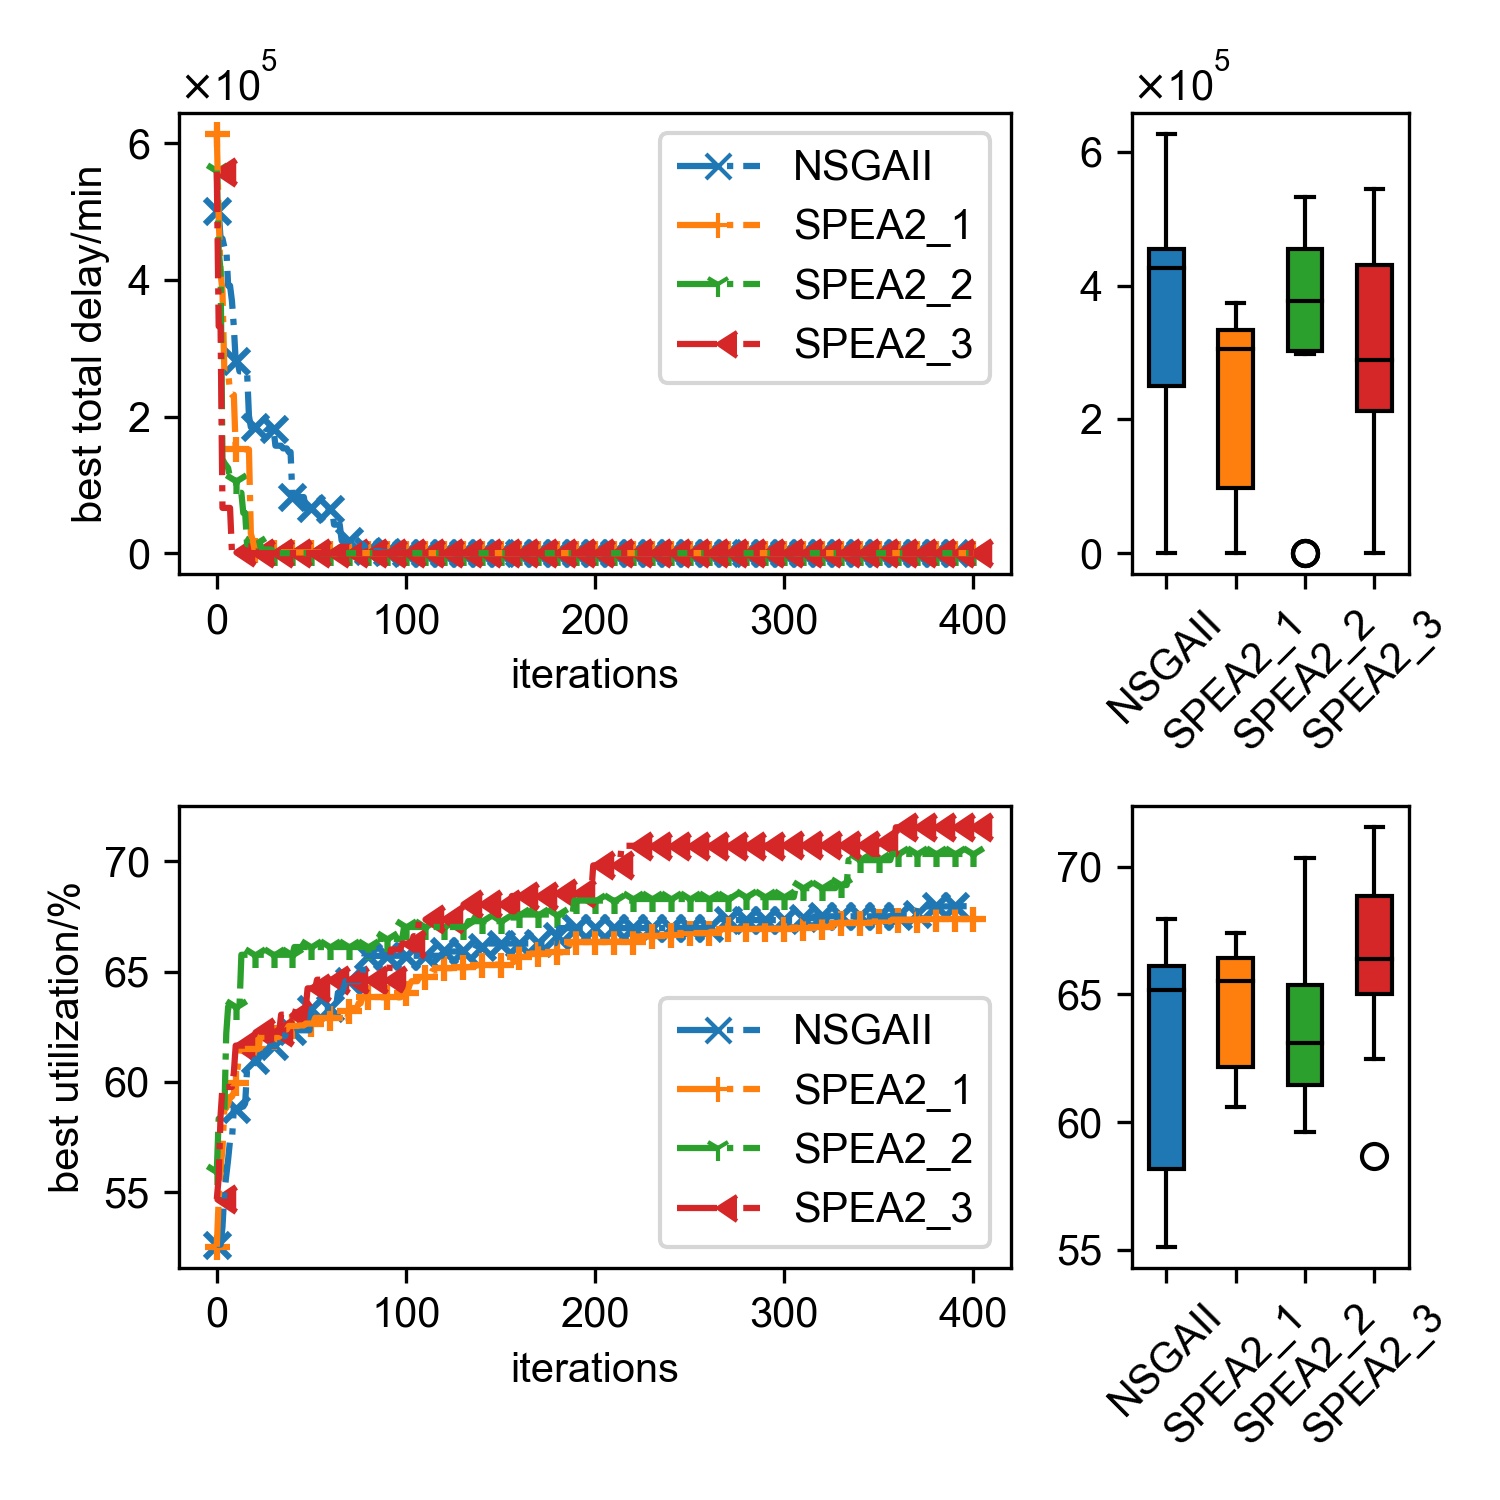 ×10^5
6
4
2
0
best total delay/min
NSGAII
SPEA2_1
SPEA2_2
SPEA2_3
0 100 200 300 400
iterations
×10^5
6
4
2
0
NSGAII
SPEA2_1
SPEA2_2
SPEA2_3
70
65
60
55
best utilization/%
NSGAII
SPEA2_1
SPEA2_2
SPEA2_3
0 100 200 300 400
iterations
70
65
60
55
NSGAII
SPEA2_1
SPEA2_2
SPEA2_3